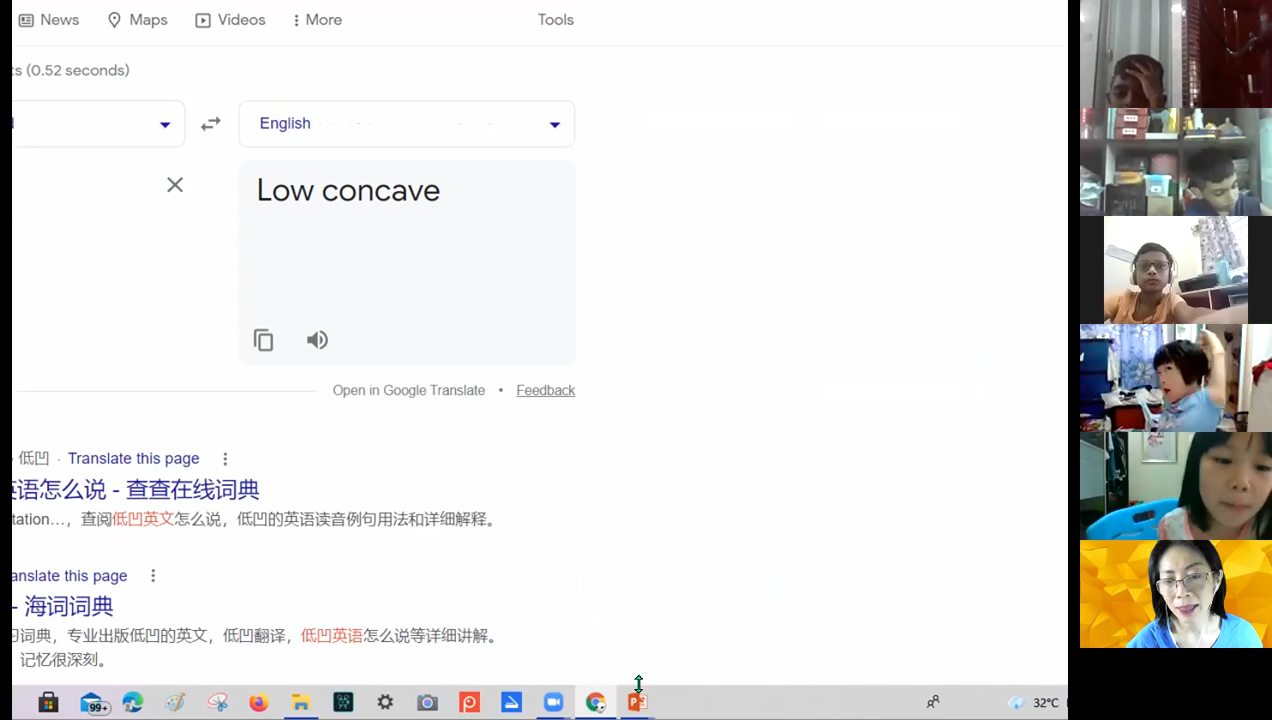 News Maps Videos More Tools
ts (0.52 seconds)
English
Low concave
Open in Google Translate • Feedback
· 低凹 · Translate this page
英语怎么说 - 查查在线词典
tation…，查阅低凹英文怎么说，低凹的英语读音例句用法和详细解释。
anslate this page
- 海词词典
习词典，专业出版低凹的英文，低凹翻译，低凹英语怎么说等详细讲解。
记忆很深刻。
99+ 32°C